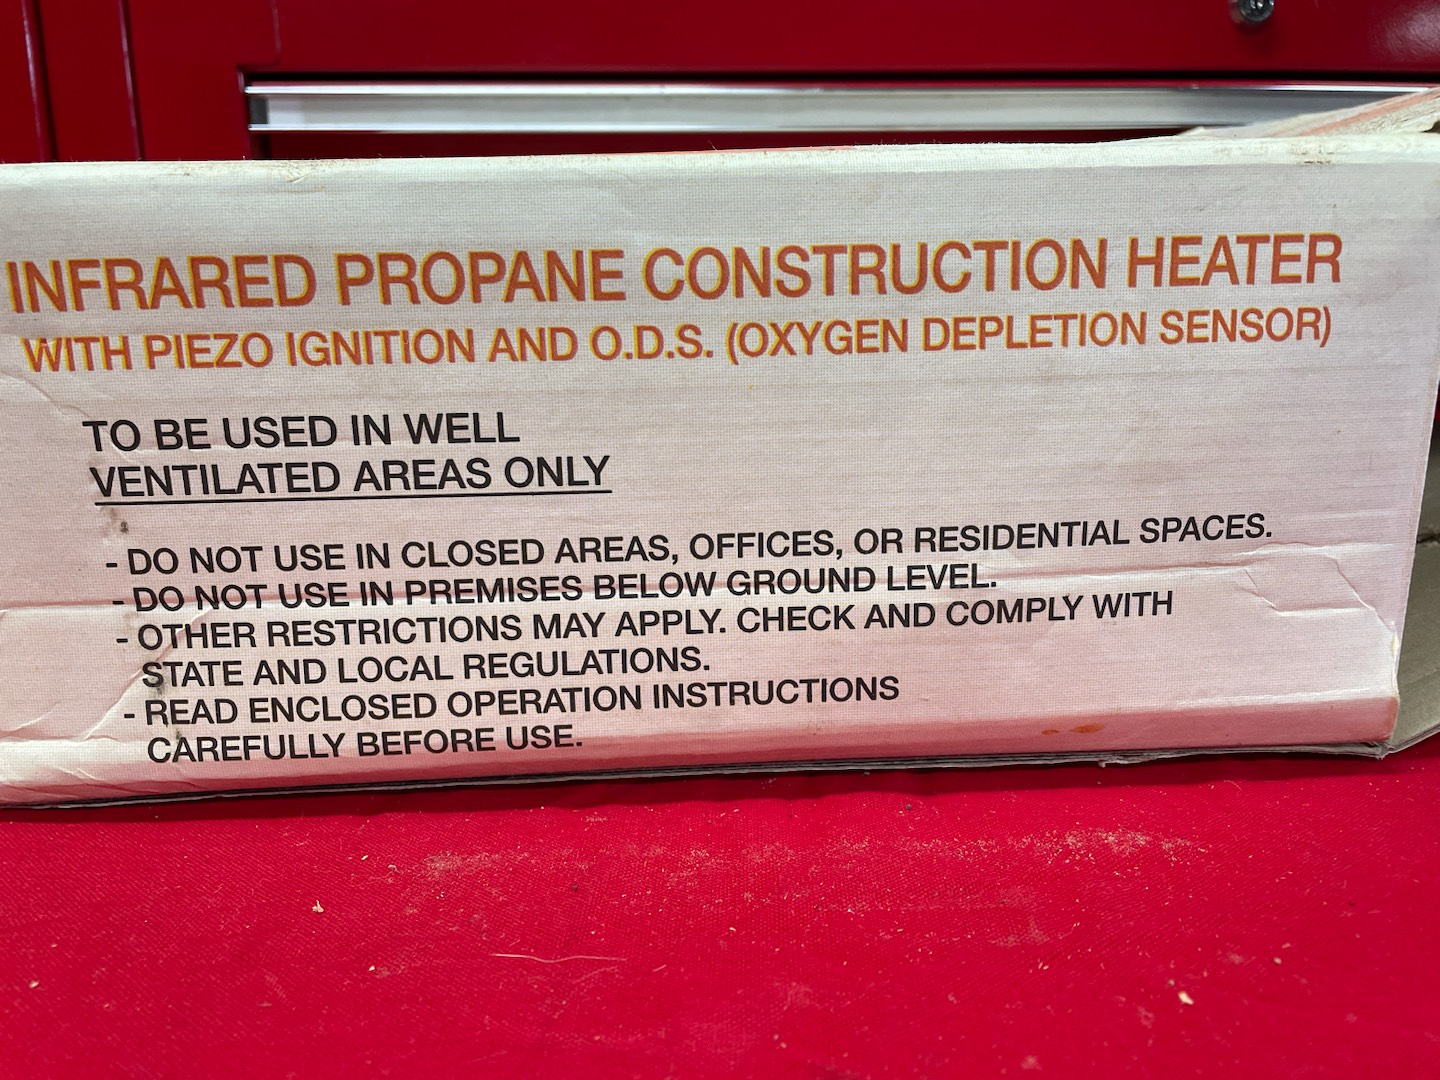 INFRARED PROPANE CONSTRUCTION HEATER
WITH PIEZO IGNITION AND O.D.S. (OXYGEN DEPLETION SENSOR)
TO BE USED IN WELL
VENTILATED AREAS ONLY
- DO NOT USE IN CLOSED AREAS, OFFICES, OR RESIDENTIAL SPACES.
- DO NOT USE IN PREMISES BELOW GROUND LEVEL.
- OTHER RESTRICTIONS MAY APPLY. CHECK AND COMPLY WITH
STATE AND LOCAL REGULATIONS.
- READ ENCLOSED OPERATION INSTRUCTIONS
CAREFULLY BEFORE USE.